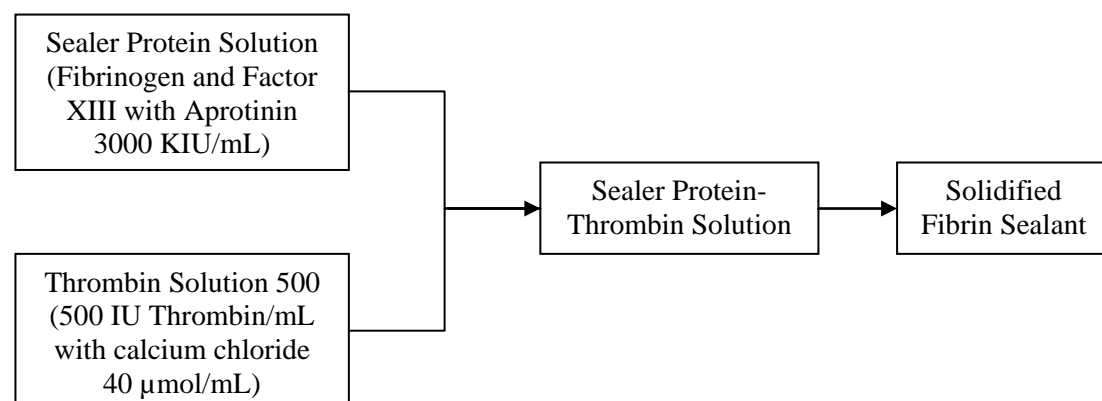 Sealer Protein Solution
(Fibrinogen and Factor
XIII with Aprotinin
3000 KIU/mL)
Thrombin Solution 500
(500 IU Thrombin/mL
with calcium chloride
40 µmol/mL)
Sealer Protein-
Thrombin Solution
Solidified
Fibrin Sealant